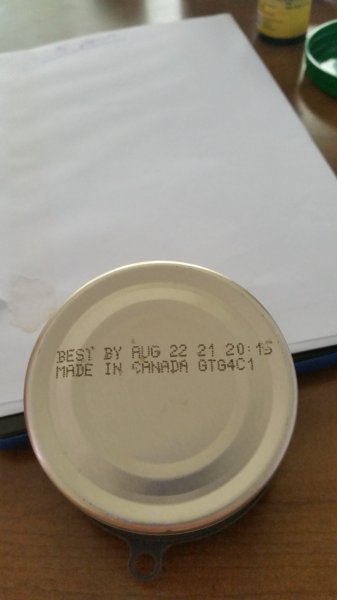 BEST BY AUG 22 21 20:15
MADE IN CANADA GTG4C1